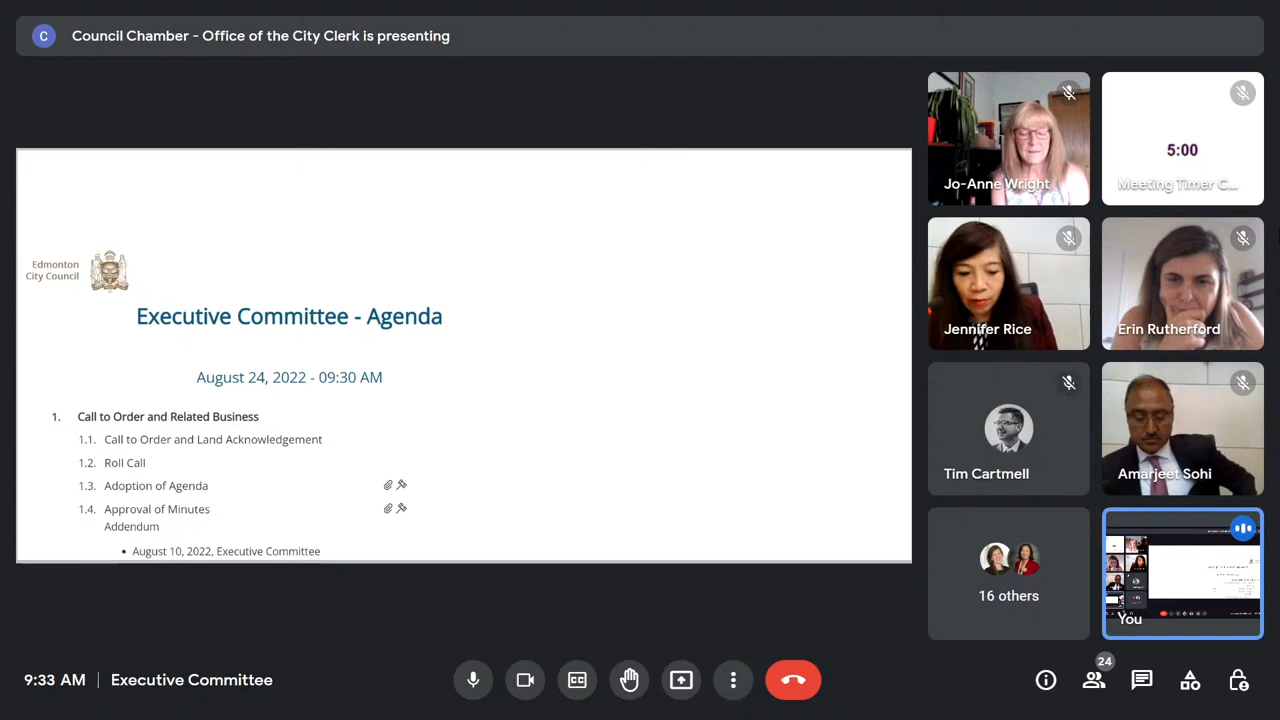 C Council Chamber - Office of the City Clerk is presenting
Edmonton
City Council
Executive Committee - Agenda
August 24, 2022 - 09:30 AM
1. Call to Order and Related Business
1.1. Call to Order and Land Acknowledgement
1.2. Roll Call
1.3. Adoption of Agenda
1.4. Approval of Minutes
Addendum
• August 10, 2022, Executive Committee
Jo-Anne Wright
5:00
Meeting Timer C...
Jennifer Rice
Erin Rutherford
Tim Cartmell
Amarjeet Sohi
16 others
You
9:33 AM | Executive Committee
24